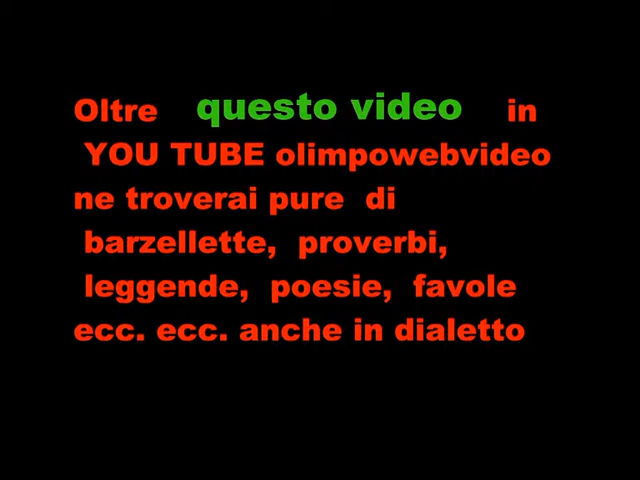 Oltre questo video in
YOU TUBE olimpowebvideo
ne troverai pure di
barzellette, proverbi,
leggende, poesie, favole
ecc. ecc. anche in dialetto